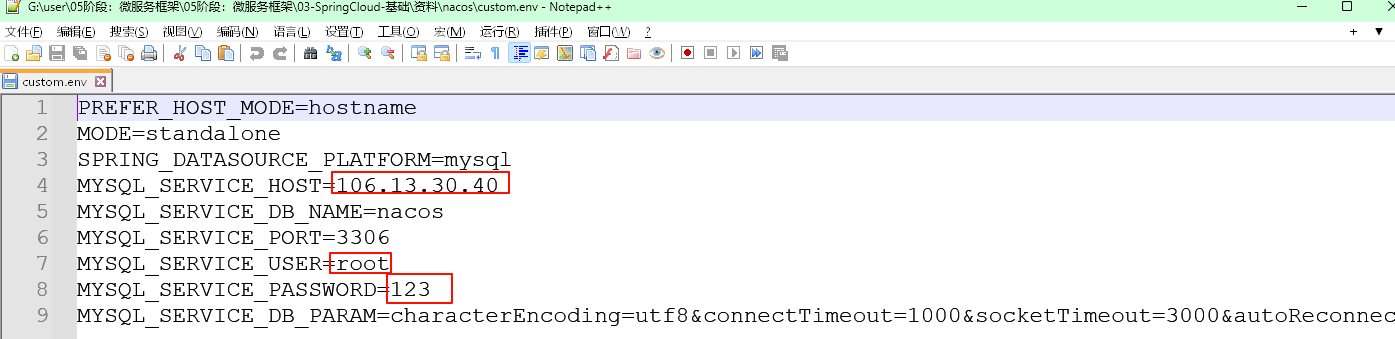 G:\user\05阶段：微服务框架\05阶段：微服务框架\03-SpringCloud-基础\资料\nacos\custom.env - Notepad++
文件(F) 编辑(E) 搜索(S) 视图(V) 编码(N) 语言(L) 设置(T) 工具(O) 宏(M) 运行(R) 插件(P) 窗口(W) ?
custom.env
1 PREFER_HOST_MODE=hostname
2 MODE=standalone
3 SPRING_DATASOURCE_PLATFORM=mysql
4 MYSQL_SERVICE_HOST=106.13.30.40
5 MYSQL_SERVICE_DB_NAME=nacos
6 MYSQL_SERVICE_PORT=3306
7 MYSQL_SERVICE_USER=root
8 MYSQL_SERVICE_PASSWORD=123
9 MYSQL_SERVICE_DB_PARAM=characterEncoding=utf8&connectTimeout=1000&socketTimeout=3000&autoReconnec